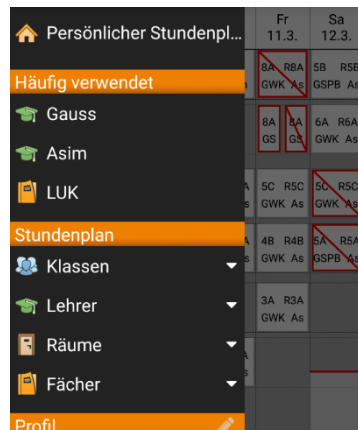 Persönlicher Stundenpl...
Häufig verwendet
Gauss
Asim
LUK
Stundenplan
Klassen
Lehrer
Räume
Fächer
Profil
Fr Sa
11.3. 12.3.
8A R8A 5B R5B
GWK As GSPB As
8A 8A 6A R6A
GS GS GWK As
5C R5C 5C R5C
GWK As GWK As
4B R4B 5A R5A
GWK As GSPB As
3A R3A
GWK As